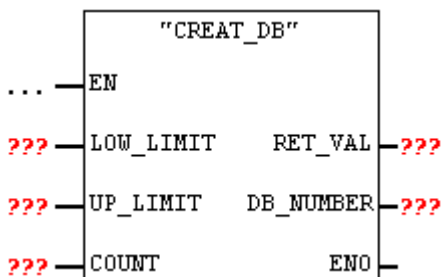 "CREAT_DB"
... EN
??? LOW_LIMIT RET_VAL ???
??? UP_LIMIT DB_NUMBER ???
??? COUNT ENO